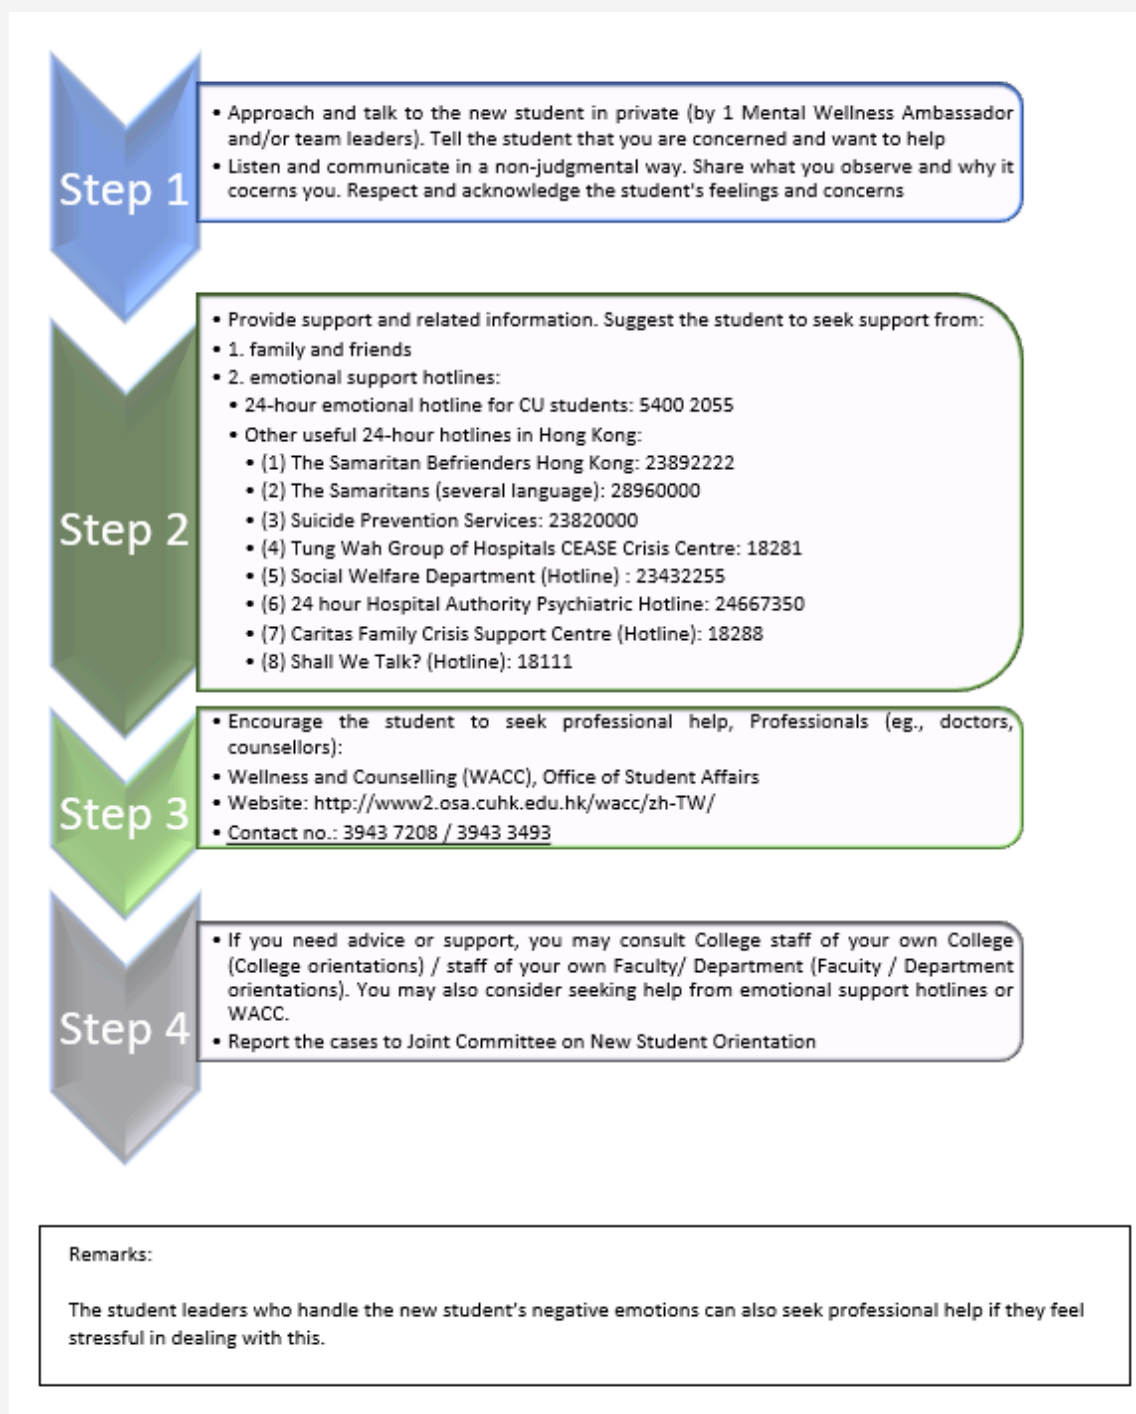 Step 1
• Approach and talk to the new student in private (by 1 Mental Wellness Ambassador
and/or team leaders). Tell the student that you are concerned and want to help
• Listen and communicate in a non-judgmental way. Share what you observe and why it
cocerns you. Respect and acknowledge the student's feelings and concerns
Step 2
• Provide support and related information. Suggest the student to seek support from:
• 1. family and friends
• 2. emotional support hotlines:
• 24-hour emotional hotline for CU students: 5400 2055
• Other useful 24-hour hotlines in Hong Kong:
• (1) The Samaritan Befrienders Hong Kong: 23892222
• (2) The Samaritans (several language): 28960000
• (3) Suicide Prevention Services: 23820000
• (4) Tung Wah Group of Hospitals CEASE Crisis Centre: 18281
• (5) Social Welfare Department (Hotline) : 23432255
• (6) 24 hour Hospital Authority Psychiatric Hotline: 24667350
• (7) Caritas Family Crisis Support Centre (Hotline): 18288
• (8) Shall We Talk? (Hotline): 18111
Step 3
• Encourage the student to seek professional help, Professionals (eg., doctors,
counsellors):
• Wellness and Counselling (WACC), Office of Student Affairs
• Website: http://www2.osa.cuhk.edu.hk/wacc/zh-TW/
• Contact no.: 3943 7208 / 3943 3493
Step 4
• If you need advice or support, you may consult College staff of your own College
(College orientations) / staff of your own Faculty/ Department (Facuity / Department
orientations). You may also consider seeking help from emotional support hotlines or
WACC.
• Report the cases to Joint Committee on New Student Orientation
Remarks:
The student leaders who handle the new student's negative emotions can also seek professional help if they feel
stressful in dealing with this.